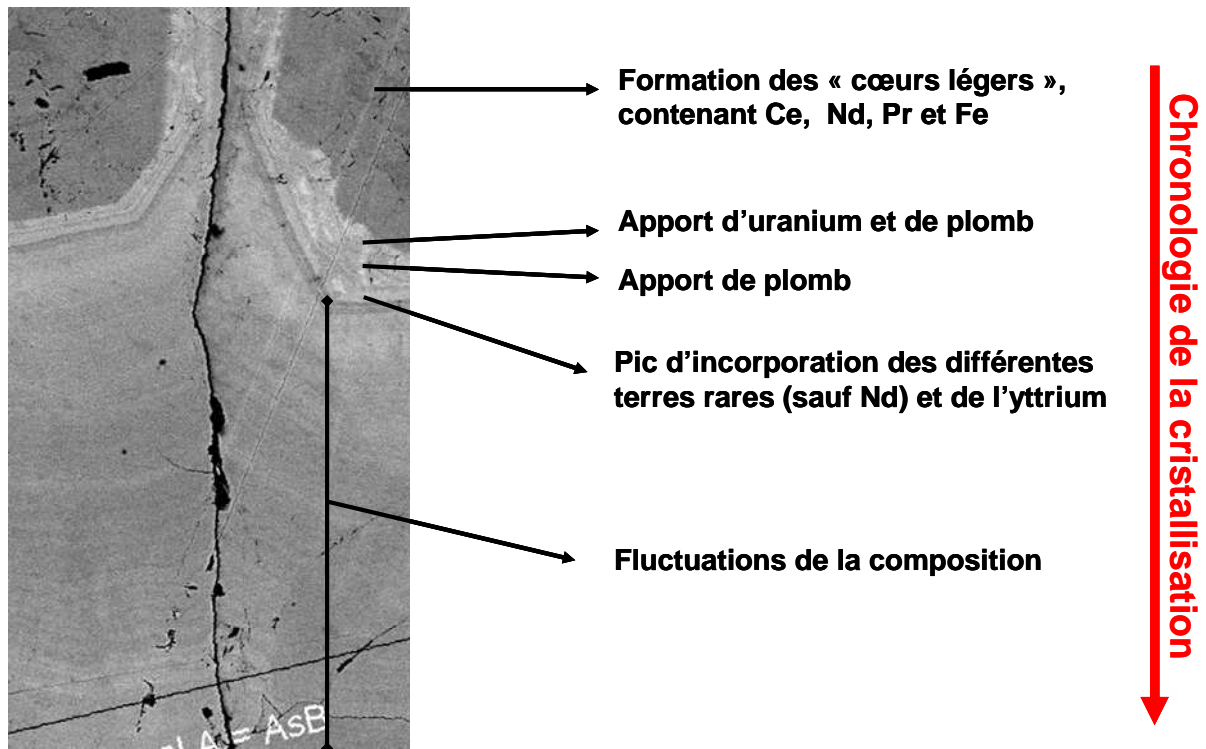 Formation des « cœurs légers »,
contenant Ce, Nd, Pr et Fe
Apport d’uranium et de plomb
Apport de plomb
Pic d’incorporation des différentes
terres rares (sauf Nd) et de l’yttrium
Fluctuations de la composition
Chronologie de la cristallisation
= AsB